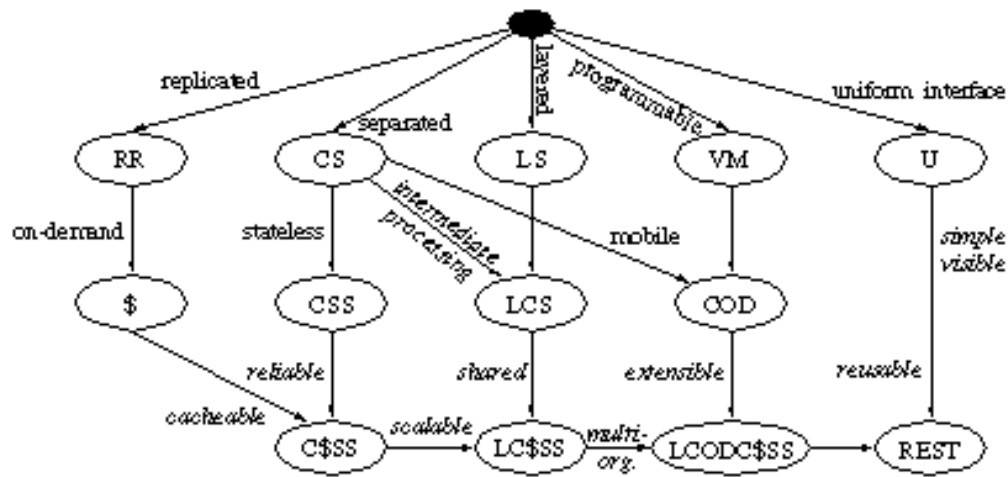 layered
programmable
replicated
uniform interface
separated
RR
CS
LS
VM
U
intermediate
processing
on-demand
stateless
mobile
simple
visible
$
CSS
LCS
COD
reliable
shared
extensible
reusable
cacheable
scalable
multi-
org.
C$SS
LC$SS
LCODC$SS
REST